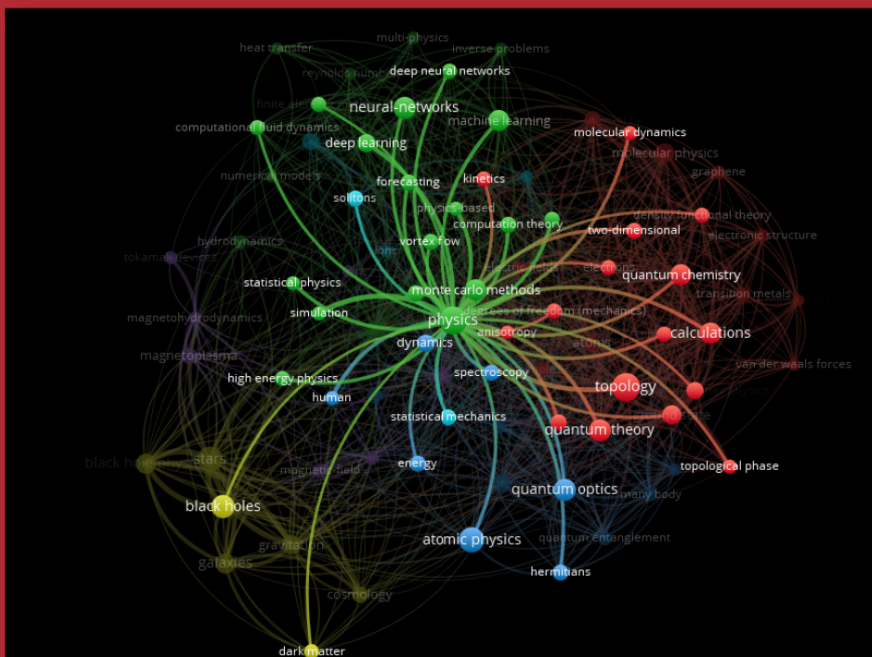 multi-physics
heat transfer
inverse problems
deep neural networks
neural-networks
machine learning
computational fluid dynamics
molecular dynamics
deep learning
molecular physics
graphene
numerical models
forecasting
kinetics
solitons
physics-based
density functional theory
computation theory
two-dimensional
electronic structure
vortex flow
hydrodynamics
tokamak devices
quantum chemistry
statistical physics
monte carlo methods
transition metals
simulation
degrees of freedom (mechanics)
magnetohydrodynamics
physics
anisotropy
calculations
dynamics
atoms
magnetoplasma
van der waals forces
spectroscopy
high energy physics
topology
human
statistical mechanics
quantum theory
stars
energy
topological phase
magnetic-field
quantum optics
many body
black holes
atomic physics
quantum entanglement
gravitation
galaxies
hermitians
cosmology
dark matter